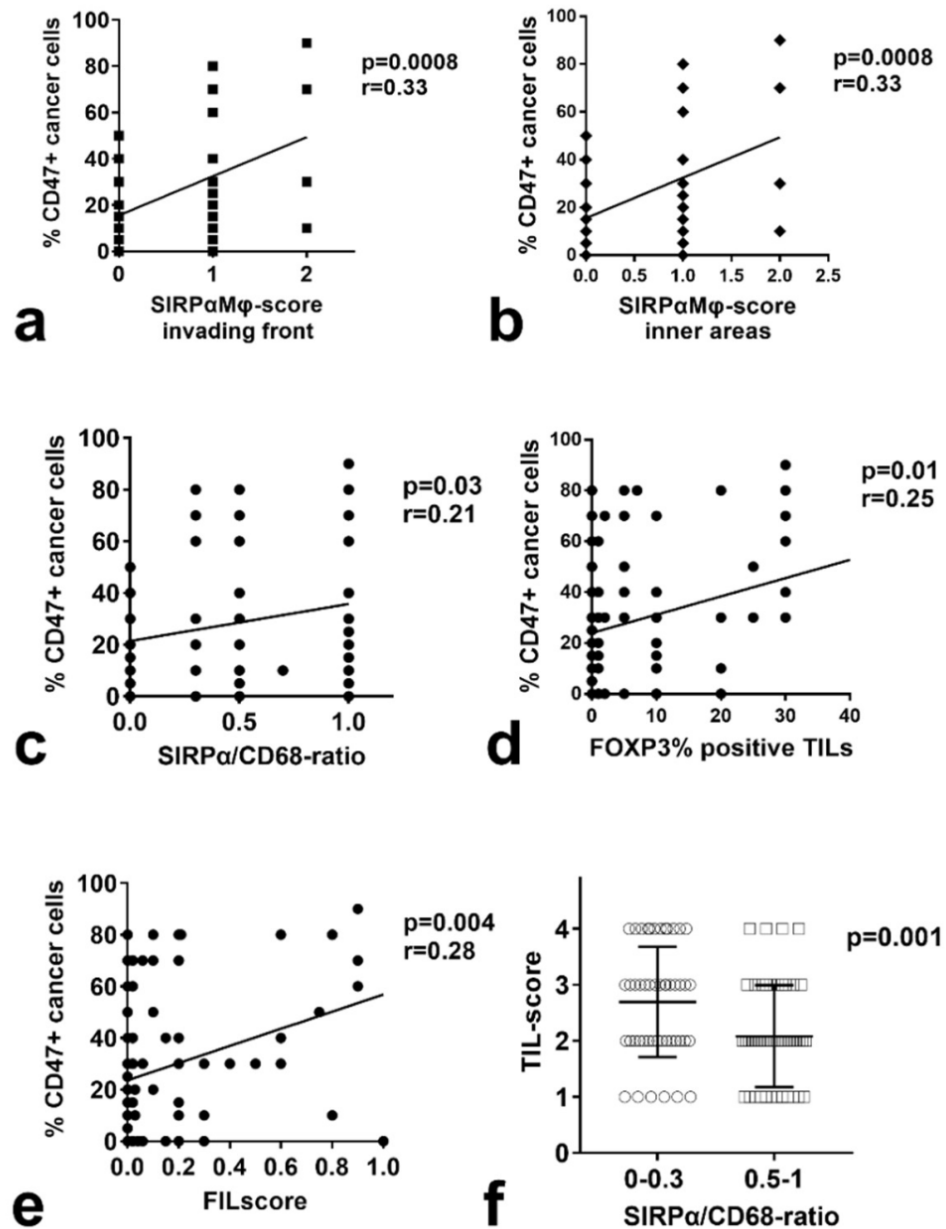 100
80
60
40
20
0
% CD47+ cancer cells
0 1 2
SIRPαMφ-score
invading front
p=0.0008
r=0.33
a
100
80
60
40
20
0
% CD47+ cancer cells
0.0 0.5 1.0 1.5 2.0 2.5
SIRPαMφ-score
inner areas
p=0.0008
r=0.33
b
100
80
60
40
20
0
% CD47+ cancer cells
0.0 0.5 1.0
SIRPα/CD68-ratio
p=0.03
r=0.21
c
100
80
60
40
20
0
% CD47+ cancer cells
0 10 20 30 40
FOXP3% positive TILs
p=0.01
r=0.25
d
100
80
60
40
20
0
% CD47+ cancer cells
0.0 0.2 0.4 0.6 0.8 1.0
FILscore
p=0.004
r=0.28
e
4
3
2
1
0
TIL-score
0-0.3 0.5-1
SIRPα/CD68-ratio
p=0.001
f